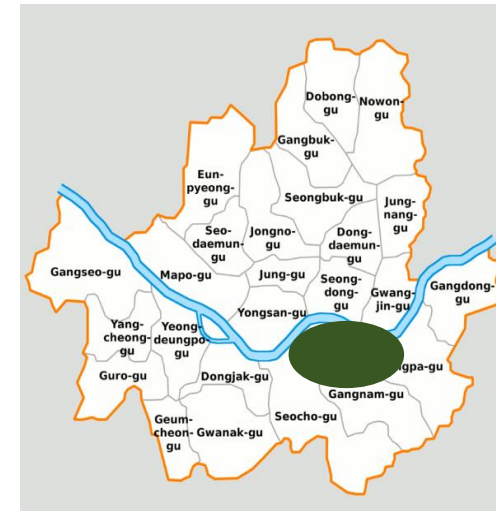 Dobong-
gu
Nowon-
gu
Gangbuk-
gu
Eun-
pyeong-
gu
Seongbuk-gu
Jung-
nang-
gu
Seo-
daemun-
gu
Jongno-
gu
Dong-
daemun-
gu
Gangseo-gu
Mapo-gu
Jung-gu
Seong-
dong-
gu
Gwang-
jin-gu
Gangdong-
gu
Yongsan-gu
Yang-
cheong-
gu
Yeong-
deungpo-
gu
Guro-gu
Dongjak-gu
ngpa-gu
Gangnam-gu
Seocho-gu
Geum-
cheon-
gu
Gwanak-gu